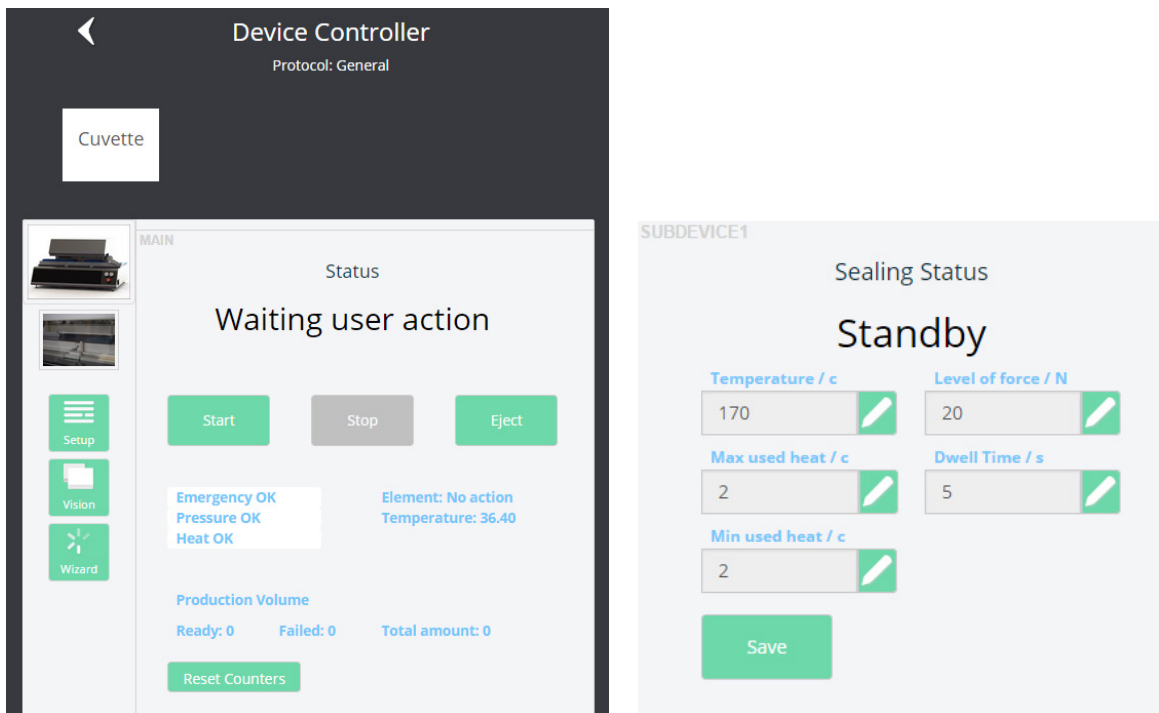 Device Controller
Protocol: General
Cuvette
MAIN
Status
Waiting user action
Start
Stop
Eject
Setup
Vision
Wizard
Emergency OK
Pressure OK
Heat OK
Element: No action
Temperature: 36.40
Production Volume
Ready: 0 Failed: 0 Total amount: 0
Reset Counters
SUBDEVICE1
Sealing Status
Standby
Temperature / c
170
Level of force / N
20
Max used heat / c
2
Dwell Time / s
5
Min used heat / c
2
Save